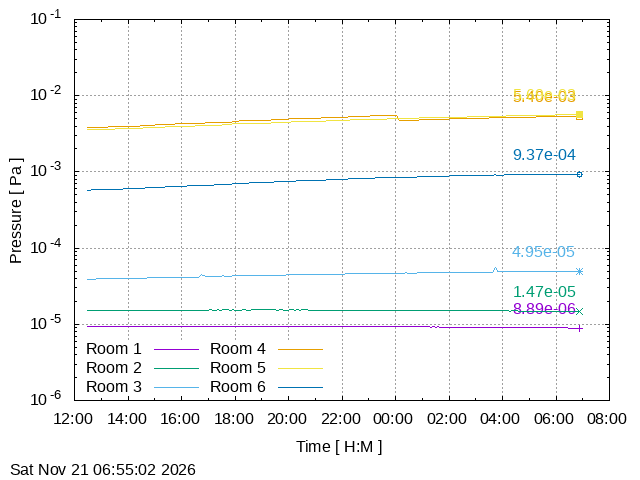 10^-1
10^-2
10^-3
10^-4
10^-5
10^-6
Pressure [ Pa ]
5.40e-03
9.37e-04
4.95e-05
1.47e-05
8.89e-06
Room 1 Room 4
Room 2 Room 5
Room 3 Room 6
12:00 14:00 16:00 18:00 20:00 22:00 00:00 02:00 04:00 06:00 08:00
Time [ H:M ]
Sat Nov 21 06:55:02 2026